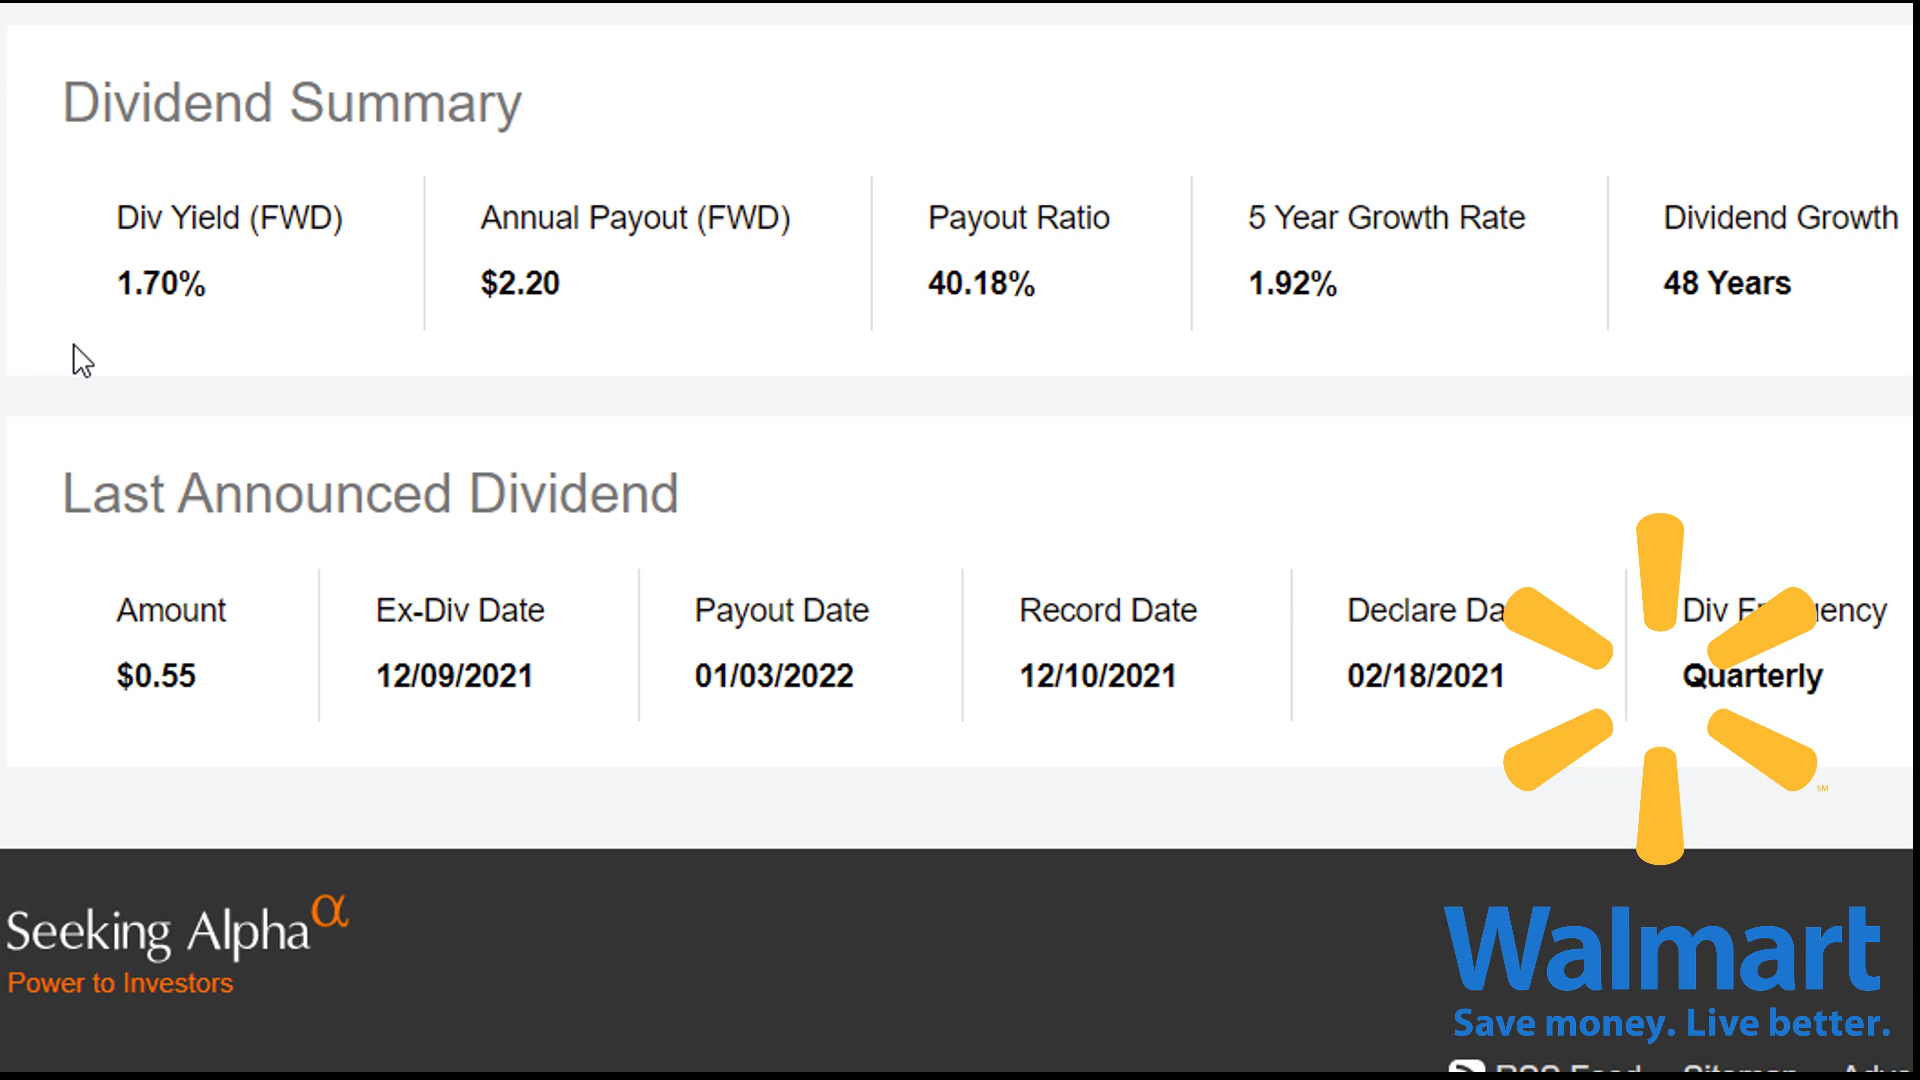 Dividend Summary
Div Yield (FWD) Annual Payout (FWD) Payout Ratio 5 Year Growth Rate Dividend Growth
1.70% $2.20 40.18% 1.92% 48 Years
Last Announced Dividend
Amount Ex-Div Date Payout Date Record Date Declare Div
$0.55 12/09/2021 01/03/2022 12/10/2021 02/18/2021 Quarterly
SM
Seeking Alpha α
Power to Investors
Walmart
Save money. Live better.